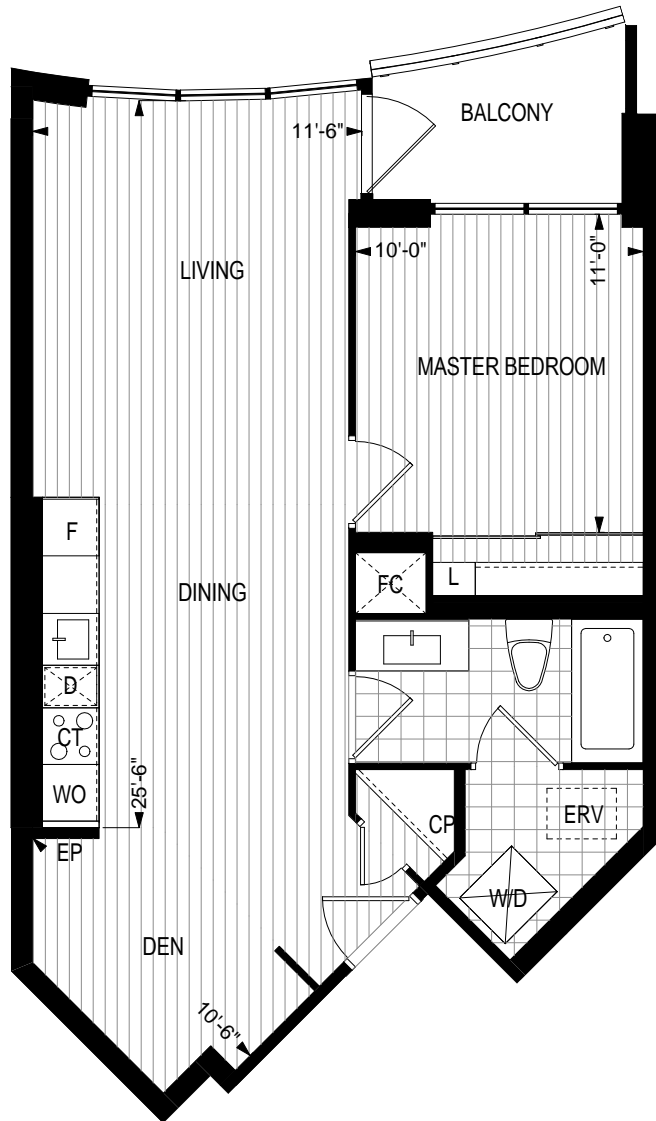 BALCONY
11'-6"
10'-0"
11'-0"
LIVING
MASTER BEDROOM
F
FC
L
DINING
D
CT
WO
25'-6"
ERV
CP
EP
W/D
DEN
10'-6"